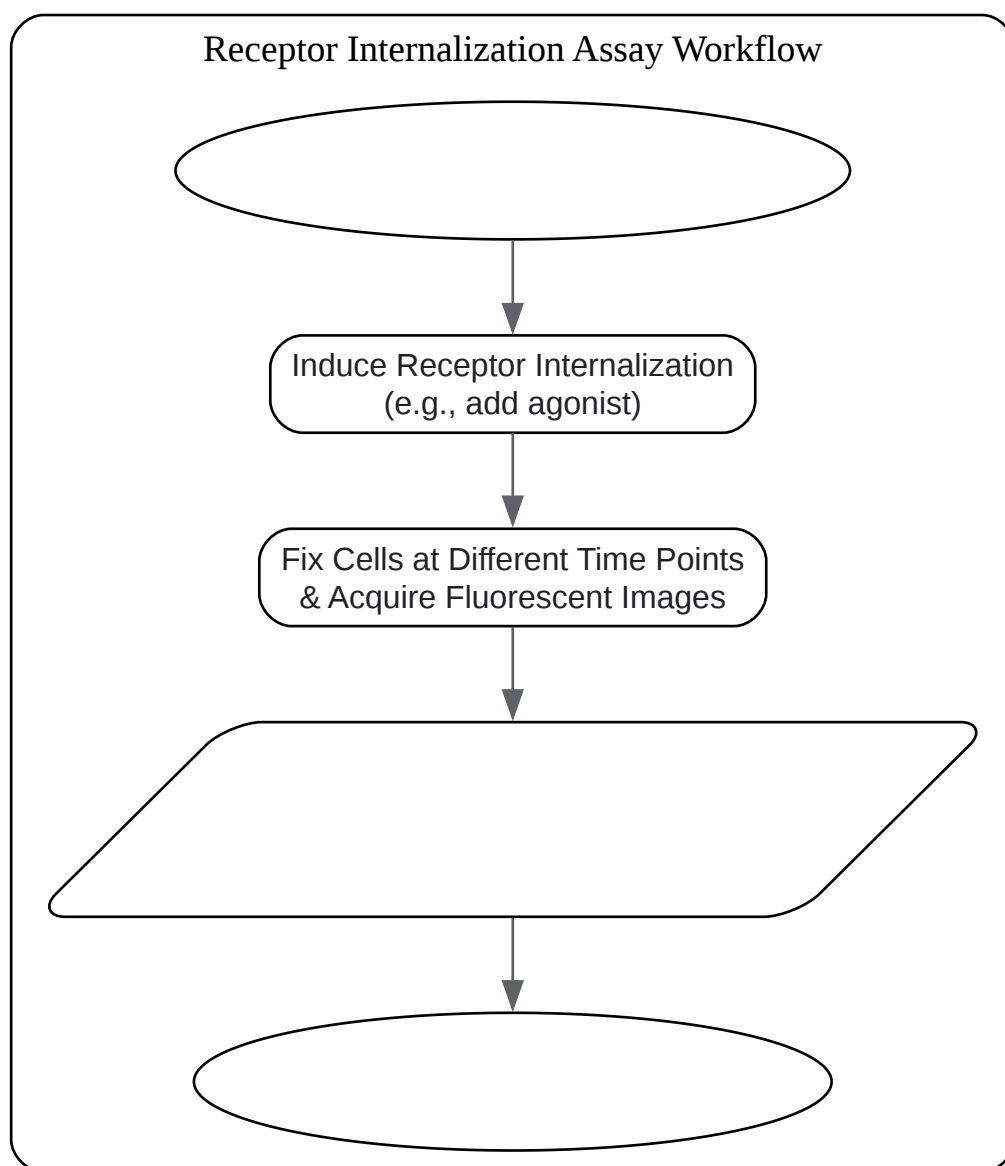 Receptor Internalization Assay Workflow
Induce Receptor Internalization
(e.g., add agonist)
Fix Cells at Different Time Points
& Acquire Fluorescent Images